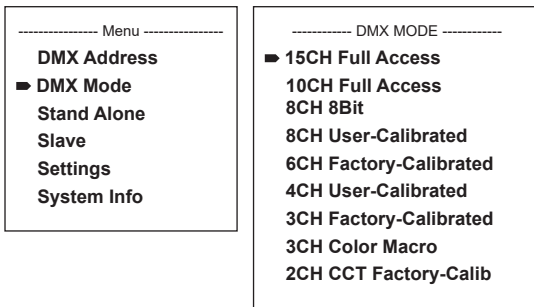 ---------------- Menu ----------------
DMX Address
DMX Mode
Stand Alone
Slave
Settings
System Info
------------ DMX MODE ------------
15CH Full Access
10CH Full Access
8CH 8Bit
8CH User-Calibrated
6CH Factory-Calibrated
4CH User-Calibrated
3CH Factory-Calibrated
3CH Color Macro
2CH CCT Factory-Calib